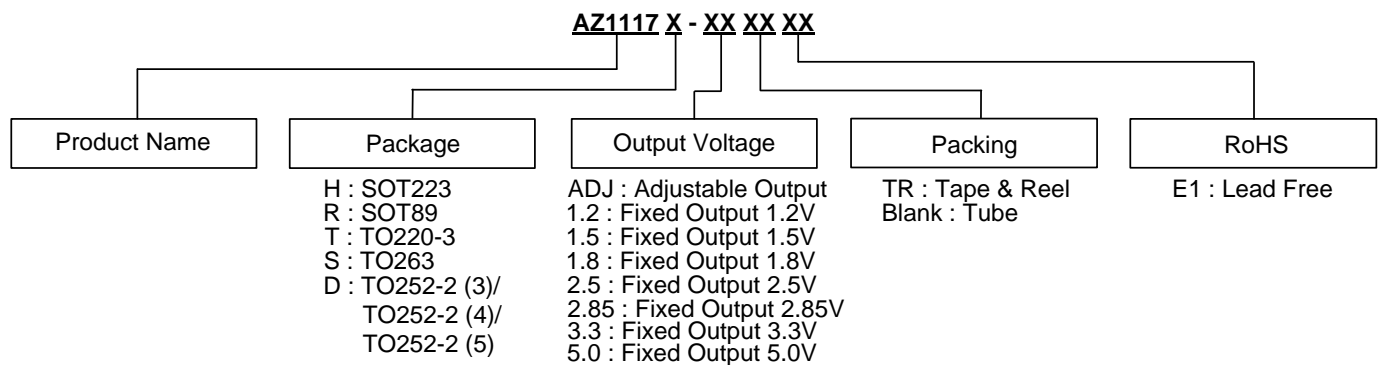 AZ1117 X - XX XX XX
Product Name
Package
Output Voltage
Packing
RoHS
H : SOT223
R : SOT89
T : TO220-3
S : TO263
D : TO252-2 (3)/
TO252-2 (4)/
TO252-2 (5)
ADJ : Adjustable Output
1.2 : Fixed Output 1.2V
1.5 : Fixed Output 1.5V
1.8 : Fixed Output 1.8V
2.5 : Fixed Output 2.5V
2.85 : Fixed Output 2.85V
3.3 : Fixed Output 3.3V
5.0 : Fixed Output 5.0V
TR : Tape & Reel
Blank : Tube
E1 : Lead Free